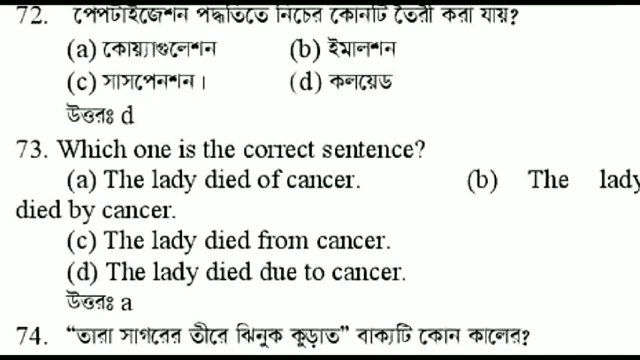 72. পেপটাইজেশন পদ্ধতিতে নিচের কোনটি তৈরী করা যায়?
(a) কোয়্যাগুলেশন (b) ইমালশন
(c) সাসপেনশন। (d) কলয়েড
উত্তরঃ d
73. Which one is the correct sentence?
(a) The lady died of cancer. (b) The lady
died by cancer.
(c) The lady died from cancer.
(d) The lady died due to cancer.
উত্তরঃ a
74. “তারা সাগরের তীরে ঝিনুক কুড়াত” বাক্যটি কোন কালের?